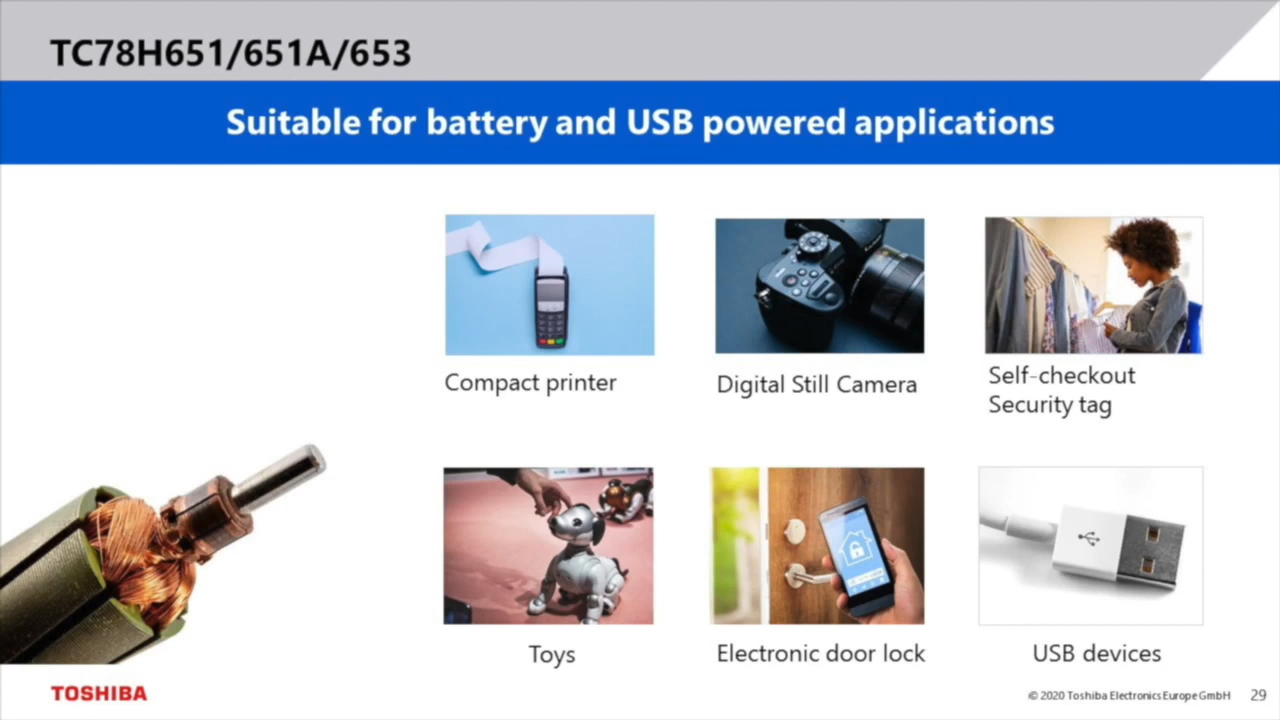 TC78H651/651A/653
Suitable for battery and USB powered applications
Compact printer
Digital Still Camera
Self-checkout
Security tag
Toys
Electronic door lock
USB devices
TOSHIBA
© 2020 Toshiba Electronics Europe GmbH
29